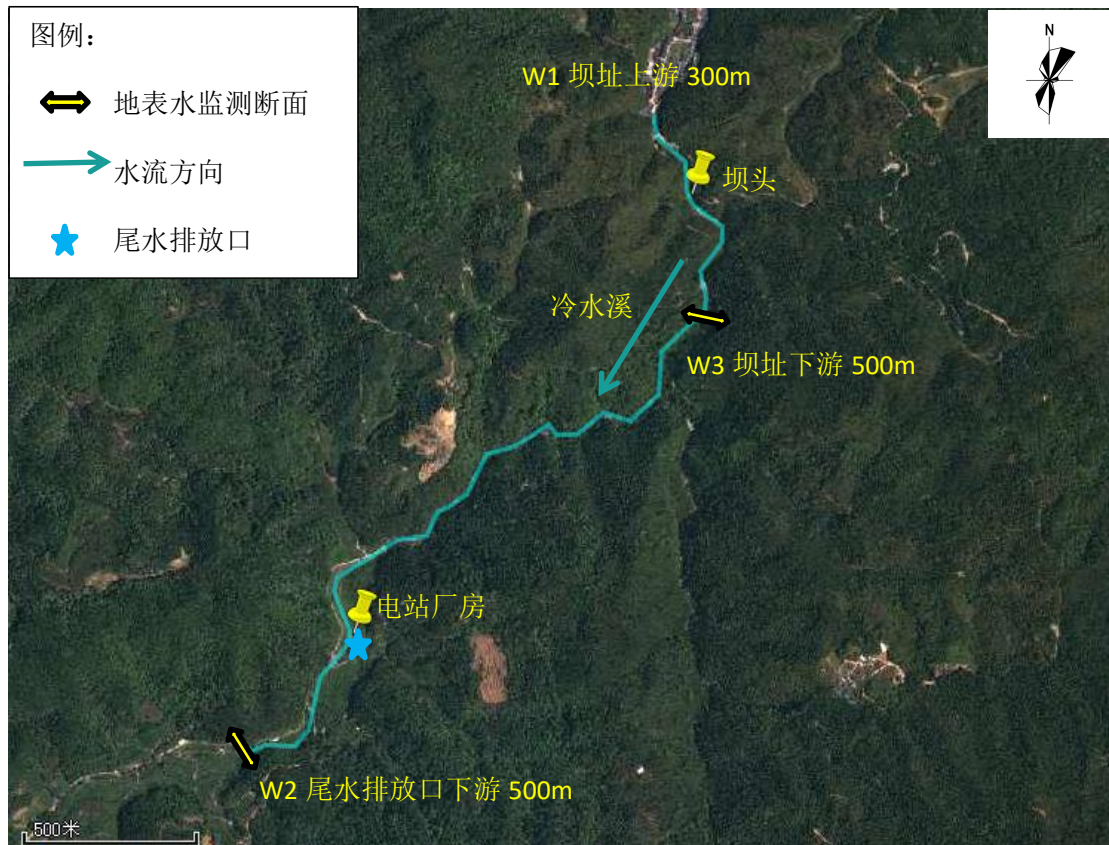 图例：
地表水监测断面
水流方向
尾水排放口
N
W1 坝址上游 300m
坝头
冷水溪
W3 坝址下游 500m
电站厂房
W2 尾水排放口下游 500m
500米